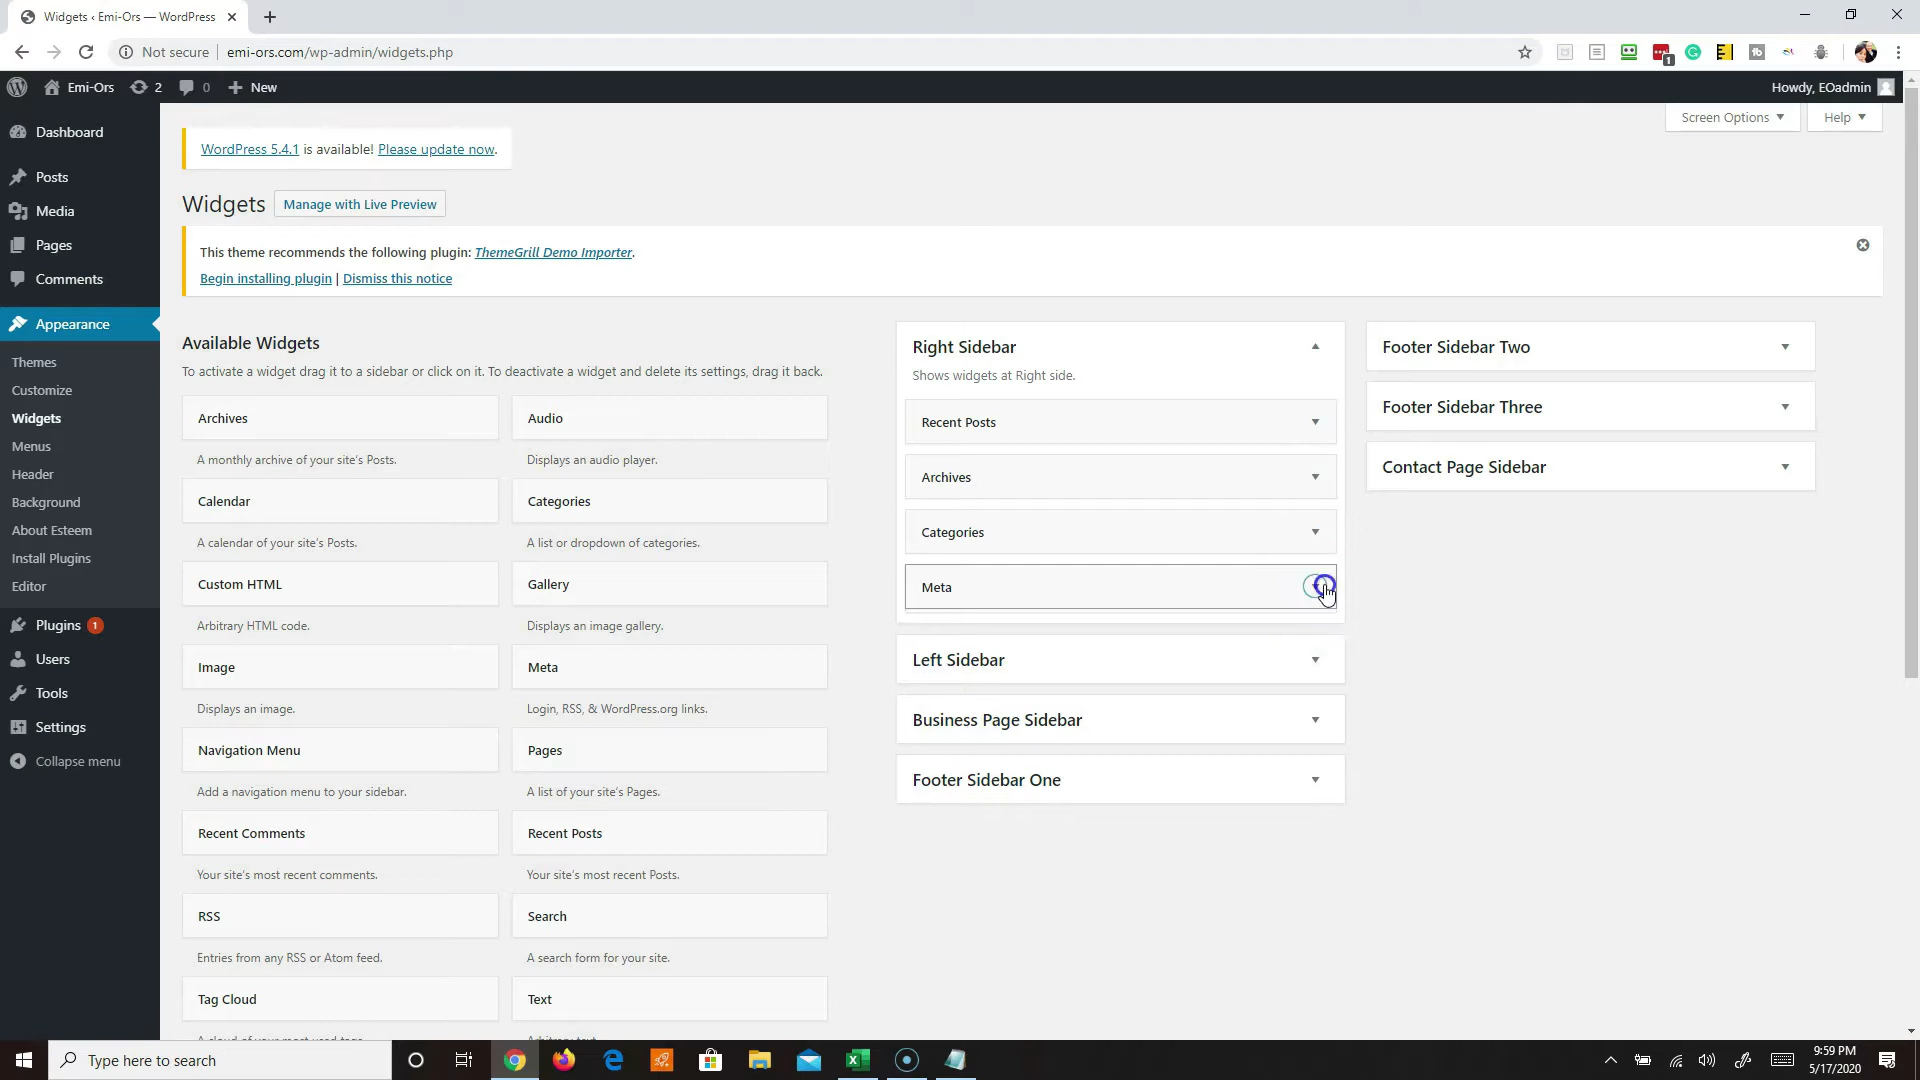 Widgets ‹ Emi-Ors — WordPress
Not secure
emi-ors.com/wp-admin/widgets.php
1
Emi-Ors
2
0
New
Howdy, EOadmin
Screen Options
Help
Dashboard
Posts
Media
Pages
Comments
Appearance
Themes
Customize
Widgets
Menus
Header
Background
About Esteem
Install Plugins
Editor
Plugins 1
Users
Tools
Settings
Collapse menu
WordPress 5.4.1 is available! Please update now.
Widgets
Manage with Live Preview
This theme recommends the following plugin: ThemeGrill Demo Importer.
Begin installing plugin | Dismiss this notice
Available Widgets
To activate a widget drag it to a sidebar or click on it. To deactivate a widget and delete its settings, drag it back.
Archives
A monthly archive of your site's Posts.
Audio
Displays an audio player.
Calendar
A calendar of your site's Posts.
Categories
A list or dropdown of categories.
Custom HTML
Arbitrary HTML code.
Gallery
Displays an image gallery.
Image
Displays an image.
Meta
Login, RSS, & WordPress.org links.
Navigation Menu
Add a navigation menu to your sidebar.
Pages
A list of your site's Pages.
Recent Comments
Your site's most recent comments.
Recent Posts
Your site's most recent Posts.
RSS
Entries from any RSS or Atom feed.
Search
A search form for your site.
Tag Cloud
Text
Right Sidebar
Shows widgets at Right side.
Recent Posts
Archives
Categories
Meta
Left Sidebar
Business Page Sidebar
Footer Sidebar One
Footer Sidebar Two
Footer Sidebar Three
Contact Page Sidebar
Type here to search
9:59 PM
5/17/2020